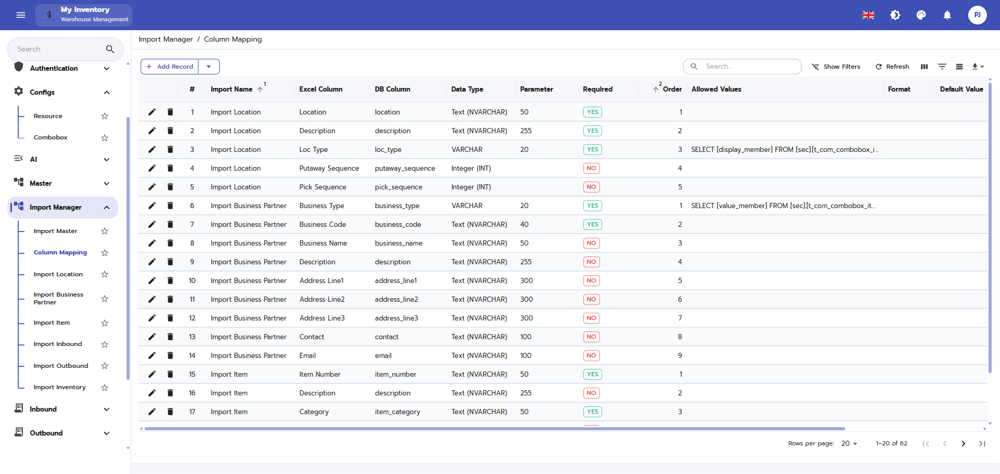 My Inventory
Warehouse Management
PJ
Search
Authentication
Configs
Resource
Combobox
AI
Master
Import Manager
Import Master
Column Mapping
Import Location
Import Business
Partner
Import Item
Import Inbound
Import Outbound
Import Inventory
Inbound
Outbound
Import Manager / Column Mapping
Add Record
Search...
Show Filters
Refresh
# Import Name 1 Excel Column DB Column Data Type Parameter Required 2 Order Allowed Values Format Default Value
1 Import Location Location location Text (NVARCHAR) 50 YES 1
2 Import Location Description description Text (NVARCHAR) 255 YES 2
3 Import Location Loc Type loc_type VARCHAR 20 YES 3 SELECT [display_member] FROM [sec].[t_com_combobox_i...
4 Import Location Putaway Sequence putaway_sequence Integer (INT) NO 4
5 Import Location Pick Sequence pick_sequence Integer (INT) NO 5
6 Import Business Partner Business Type business_type VARCHAR 20 YES 1 SELECT [value_member] FROM [sec].[t_com_combobox_it...
7 Import Business Partner Business Code business_code Text (NVARCHAR) 40 YES 2
8 Import Business Partner Business Name business_name Text (NVARCHAR) 50 NO 3
9 Import Business Partner Description description Text (NVARCHAR) 255 NO 4
10 Import Business Partner Address Line1 address_line1 Text (NVARCHAR) 300 NO 5
11 Import Business Partner Address Line2 address_line2 Text (NVARCHAR) 300 NO 6
12 Import Business Partner Address Line3 address_line3 Text (NVARCHAR) 300 NO 7
13 Import Business Partner Contact contact Text (NVARCHAR) 100 NO 8
14 Import Business Partner Email email Text (NVARCHAR) 100 NO 9
15 Import Item Item Number item_number Text (NVARCHAR) 50 YES 1
16 Import Item Description description Text (NVARCHAR) 255 NO 2
17 Import Item Category item_category Text (NVARCHAR) 50 YES 3
Rows per page: 20 1–20 of 62